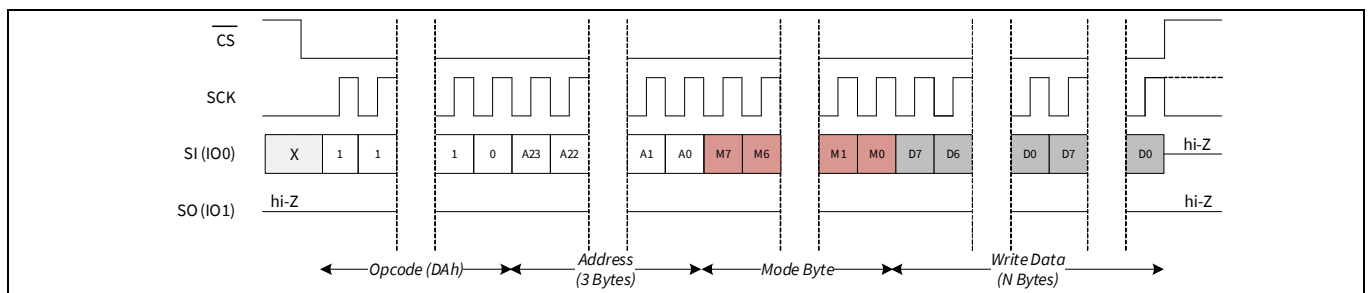 CS
SCK
SI (IO0) X 1 1 1 0 A23 A22 A1 A0 M7 M6 M1 M0 D7 D6 D0 D7 D0 hi-Z
SO (IO1) hi-Z hi-Z
Opcode (DAh) Address (3 Bytes) Mode Byte Write Data (N Bytes)